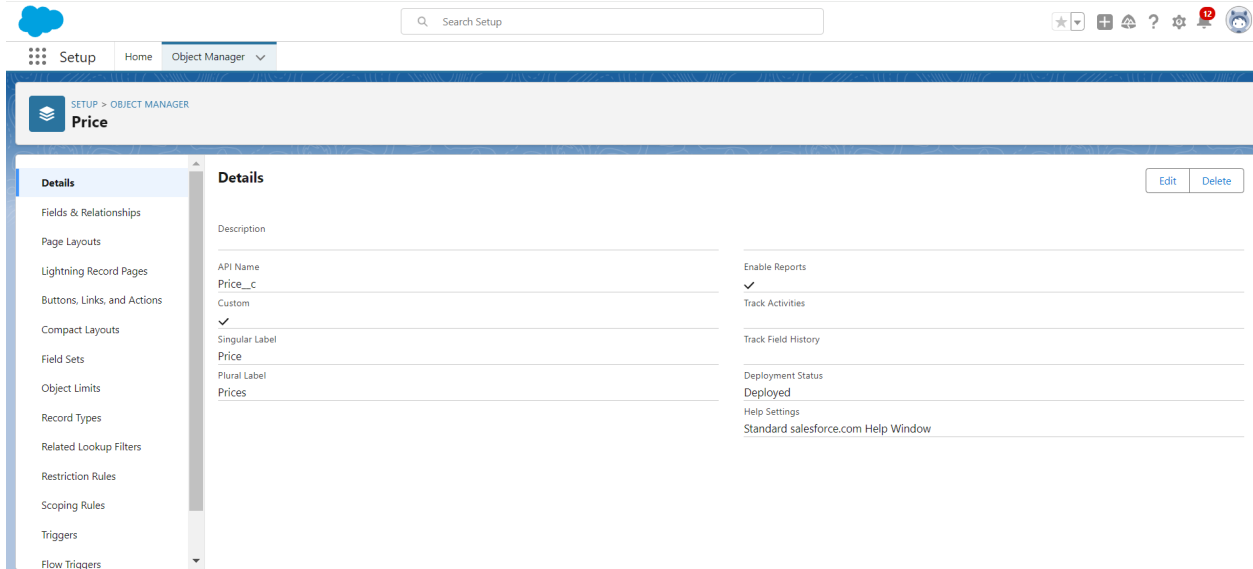 Search Setup
12
Setup
Home
Object Manager
SETUP > OBJECT MANAGER
Price
Details
Fields & Relationships
Page Layouts
Lightning Record Pages
Buttons, Links, and Actions
Compact Layouts
Field Sets
Object Limits
Record Types
Related Lookup Filters
Restriction Rules
Scoping Rules
Triggers
Flow Triggers
Details
Edit
Delete
Description
API Name
Price__c
Custom
Singular Label
Price
Plural Label
Prices
Enable Reports
Track Activities
Track Field History
Deployment Status
Deployed
Help Settings
Standard salesforce.com Help Window